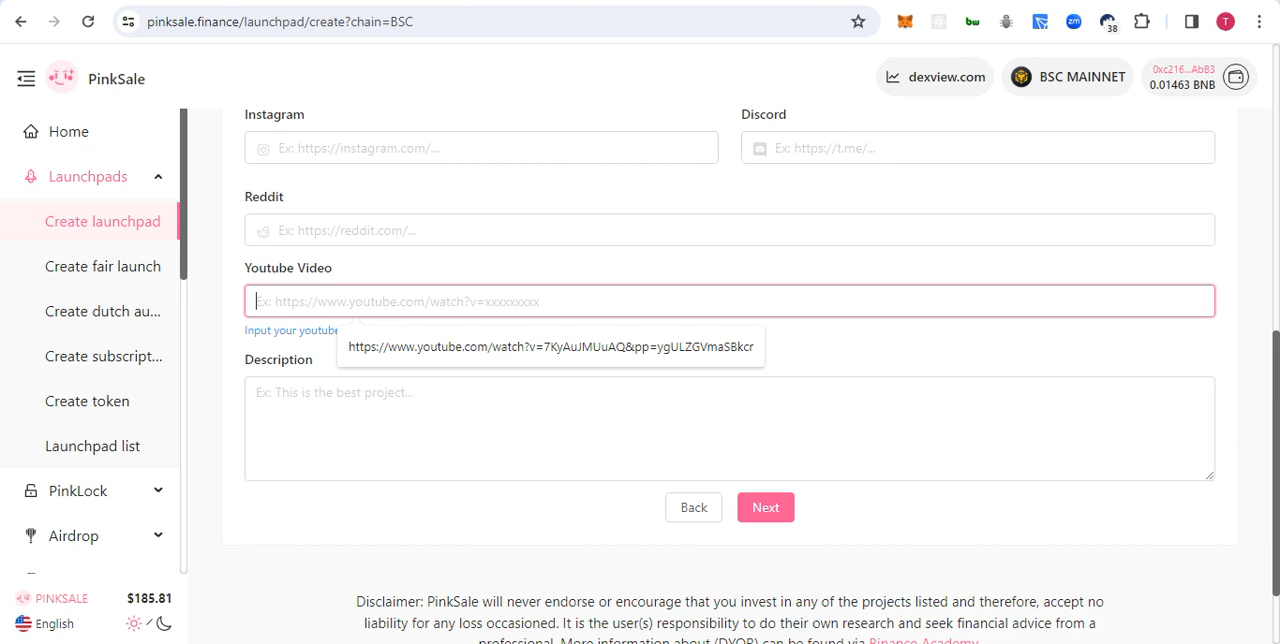 pinksale.finance/launchpad/create?chain=BSC
bw
zm
38
T
PinkSale
dexview.com
BSC MAINNET
0xc216...AbB3
0.01463 BNB
Home
Launchpads
Create launchpad
Create fair launch
Create dutch au...
Create subscript...
Create token
Launchpad list
PinkLock
Airdrop
PINKSALE
$185.81
English
/
Instagram
Ex: https://instagram.com/...
Discord
Ex: https://t.me/...
Reddit
Ex: https://reddit.com/...
Youtube Video
Ex: https://www.youtube.com/watch?v=xxxxxxxxx
Input your youtube
https://www.youtube.com/watch?v=7KyAuJMUuAQ&pp=ygULZGVmaSBkcr
Description
Ex: This is the best project...
Back
Next
Disclaimer: PinkSale will never endorse or encourage that you invest in any of the projects listed and therefore, accept no
liability for any loss occasioned. It is the user(s) responsibility to do their own research and seek financial advice from a
professional. More information about (DYOR) can be found via Binance Academy.